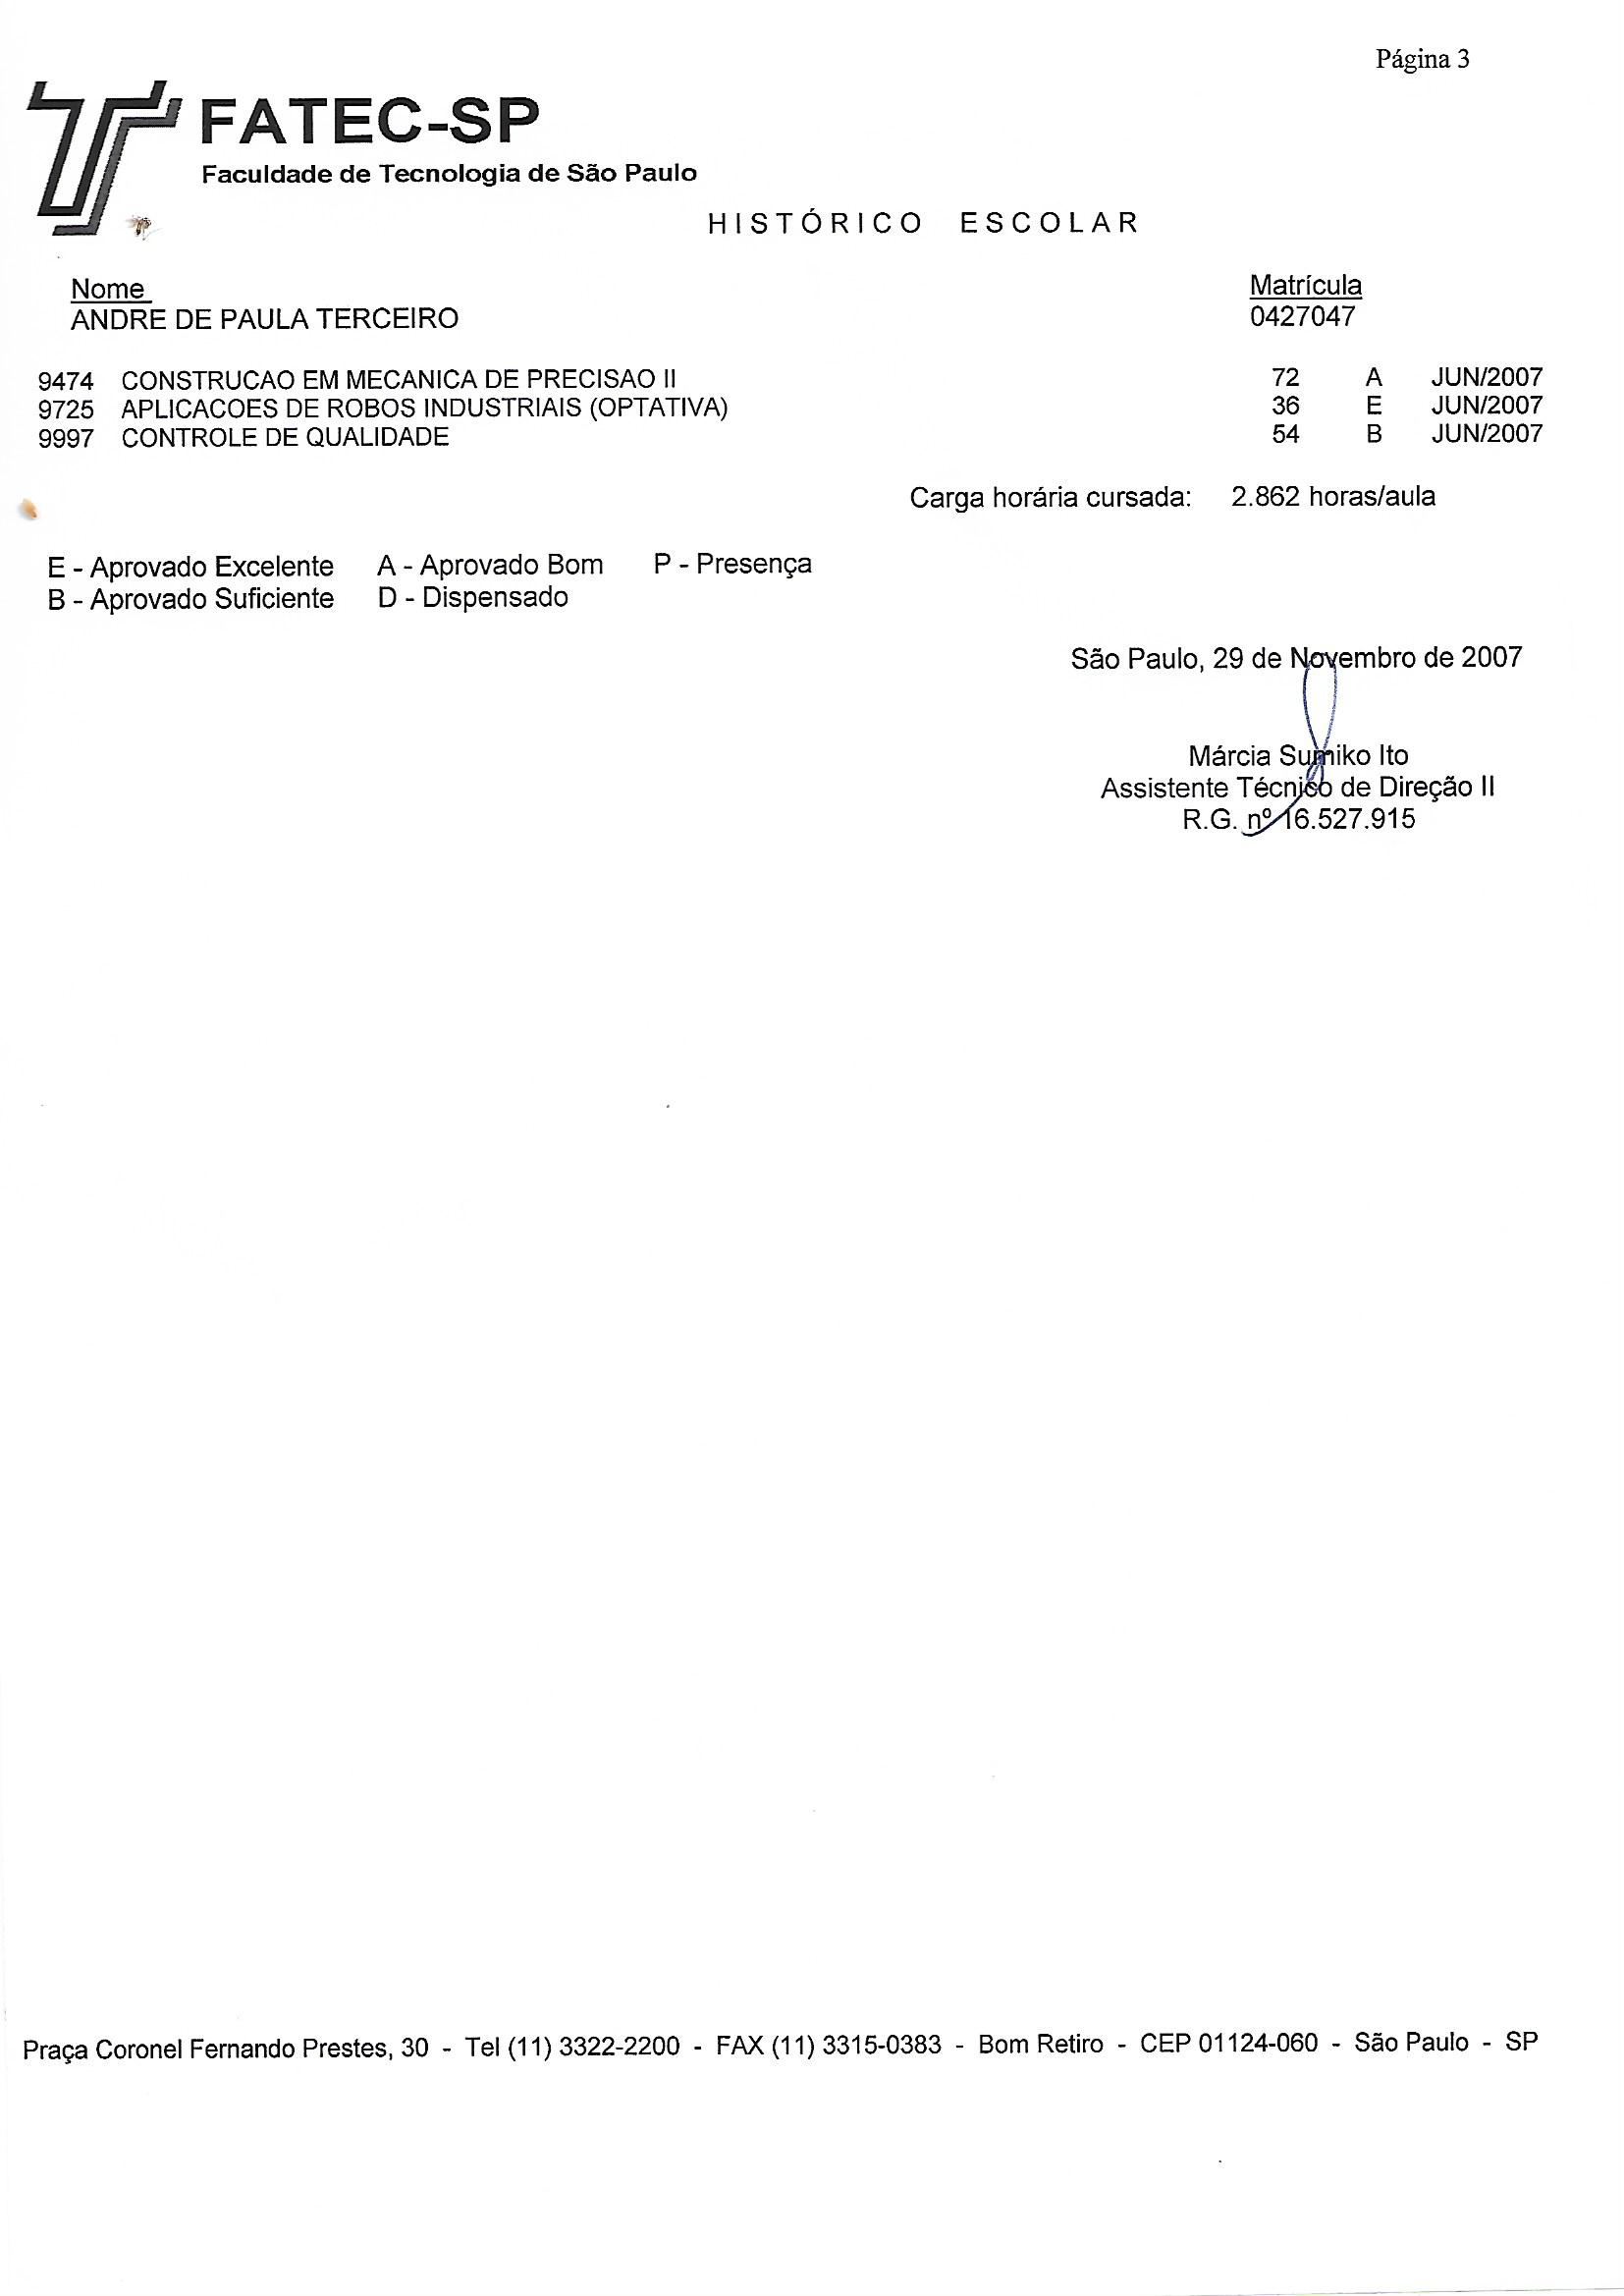 Página 3
FATEC-SP
Faculdade de Tecnologia de São Paulo
HISTÓRICO ESCOLAR
Nome Matrícula
ANDRE DE PAULA TERCEIRO 0427047
9474 CONSTRUCAO EM MECANICA DE PRECISAO II 72 A JUN/2007
9725 APLICACOES DE ROBOS INDUSTRIAIS (OPTATIVA) 36 E JUN/2007
9997 CONTROLE DE QUALIDADE 54 B JUN/2007
Carga horária cursada: 2.862 horas/aula
E - Aprovado Excelente A - Aprovado Bom P - Presença
B - Aprovado Suficiente D - Dispensado
São Paulo, 29 de Novembro de 2007
Márcia Sumiko Ito
Assistente Técnico de Direção II
R.G. nº 16.527.915
Praça Coronel Fernando Prestes, 30 - Tel (11) 3322-2200 - FAX (11) 3315-0383 - Bom Retiro - CEP 01124-060 - São Paulo - SP